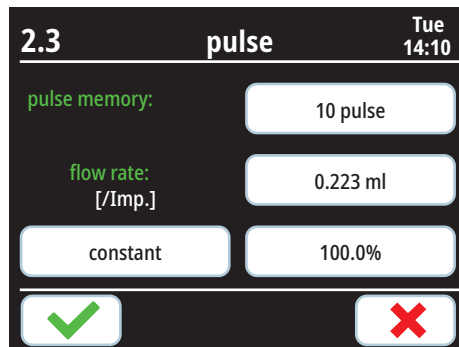 2.3 pulse Tue
14:10
pulse memory: 10 pulse
flow rate: 0.223 ml
[/Imp.]
constant 100.0%